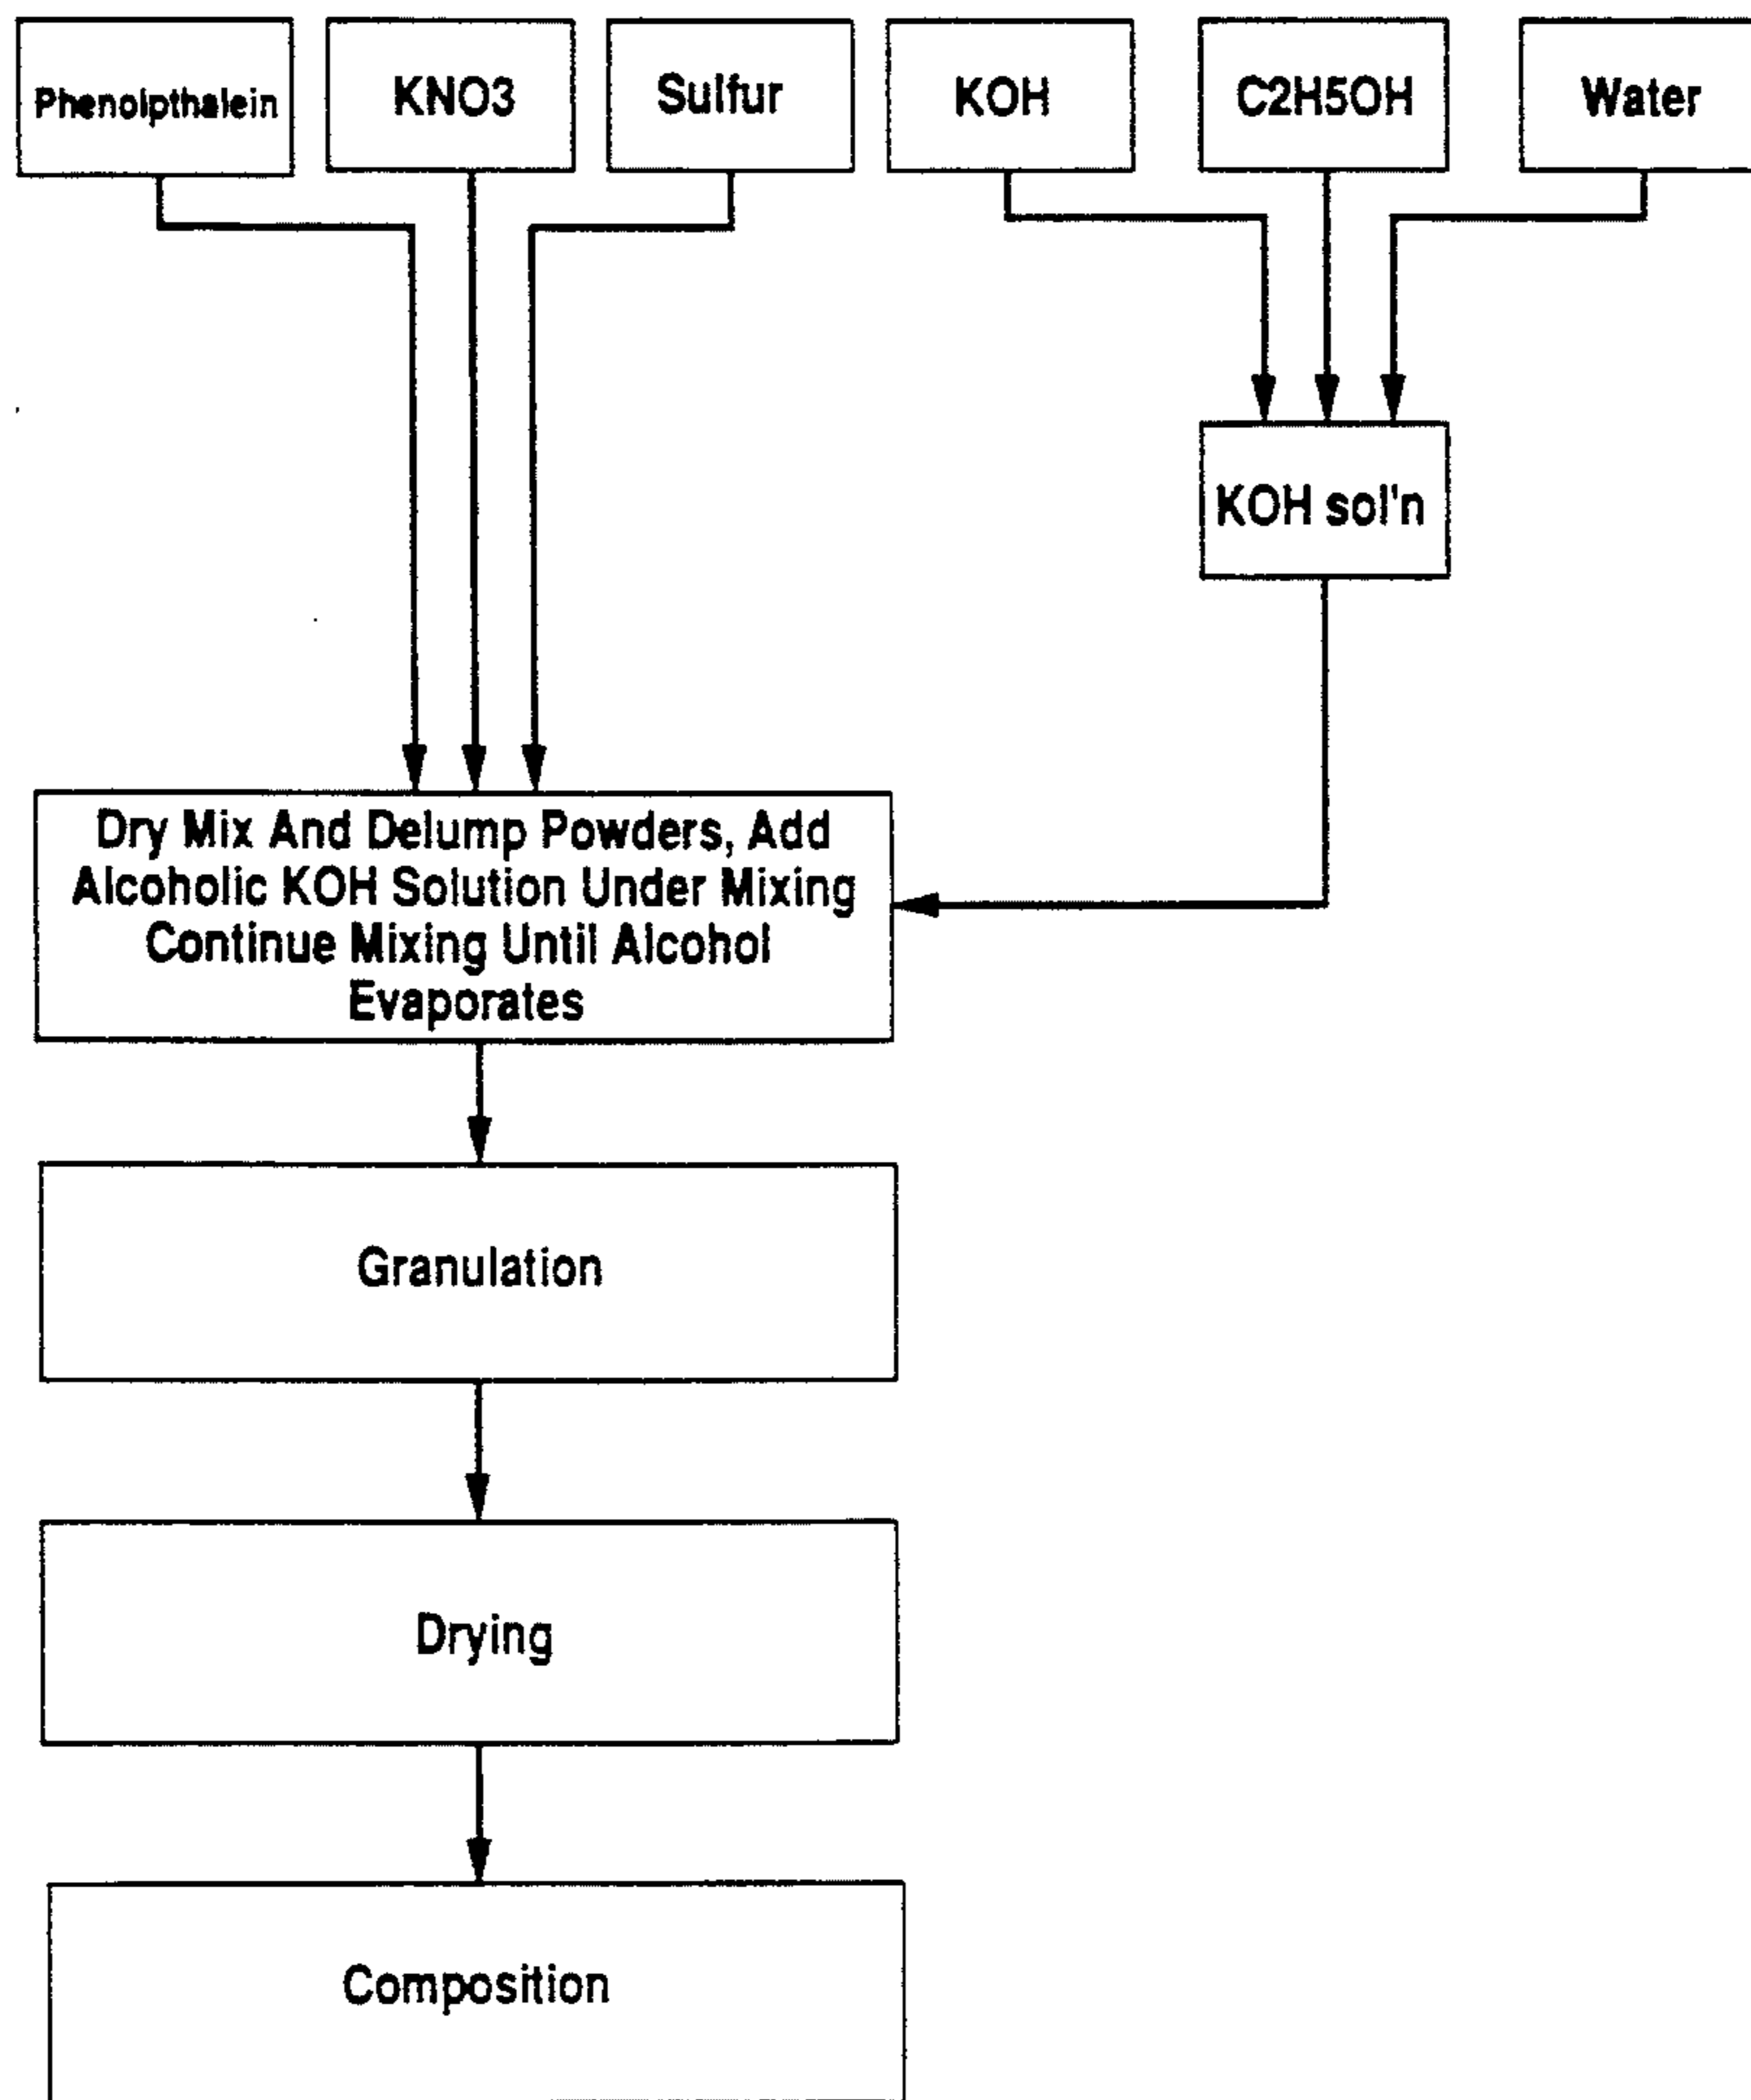 Phenolpthalein
KNO3
Sulfur
KOH
C2H5OH
Water
KOH sol'n
Dry Mix And Delump Powders, Add
Alcoholic KOH Solution Under Mixing
Continue Mixing Until Alcohol
Evaporates
Granulation
Drying
Composition